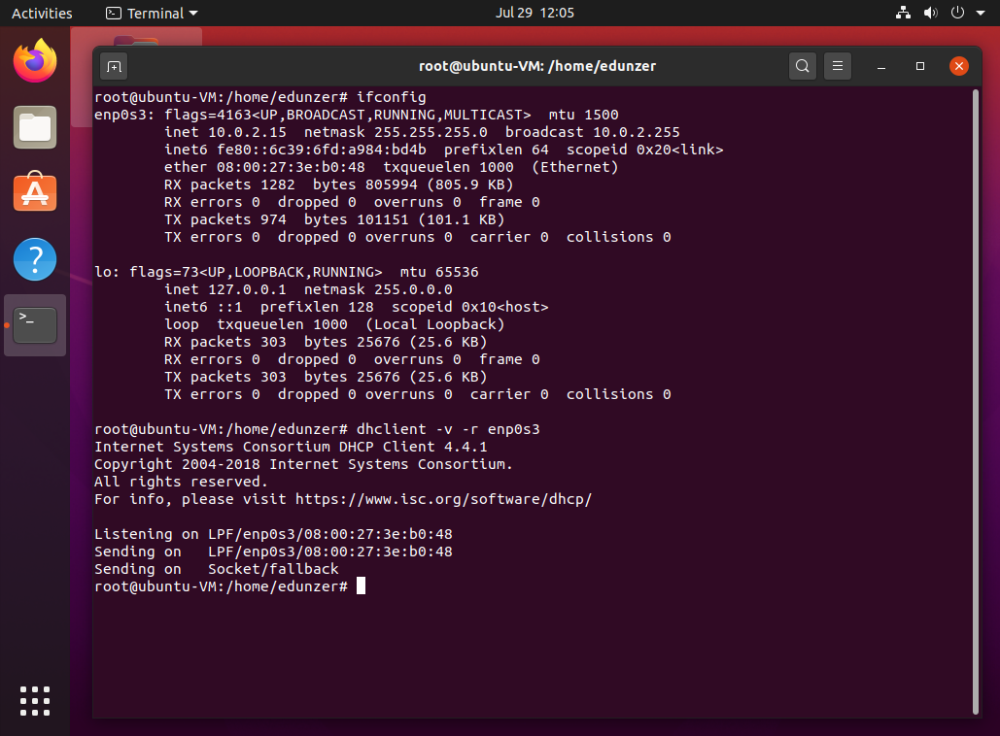 Activities
Terminal
Jul 29 12:05
root@ubuntu-VM: /home/edunzer
root@ubuntu-VM:/home/edunzer# ifconfig
enp0s3: flags=4163<UP,BROADCAST,RUNNING,MULTICAST>  mtu 1500
        inet 10.0.2.15  netmask 255.255.255.0  broadcast 10.0.2.255
        inet6 fe80::6c39:6fd:a984:bd4b  prefixlen 64  scopeid 0x20<link>
        ether 08:00:27:3e:b0:48  txqueuelen 1000  (Ethernet)
        RX packets 1282  bytes 805994 (805.9 KB)
        RX errors 0  dropped 0  overruns 0  frame 0
        TX packets 974  bytes 101151 (101.1 KB)
        TX errors 0  dropped 0 overruns 0  carrier 0  collisions 0
lo: flags=73<UP,LOOPBACK,RUNNING>  mtu 65536
        inet 127.0.0.1  netmask 255.0.0.0
        inet6 ::1  prefixlen 128  scopeid 0x10<host>
        loop  txqueuelen 1000  (Local Loopback)
        RX packets 303  bytes 25676 (25.6 KB)
        RX errors 0  dropped 0  overruns 0  frame 0
        TX packets 303  bytes 25676 (25.6 KB)
        TX errors 0  dropped 0 overruns 0  carrier 0  collisions 0
root@ubuntu-VM:/home/edunzer# dhclient -v -r enp0s3
Internet Systems Consortium DHCP Client 4.4.1
Copyright 2004-2018 Internet Systems Consortium.
All rights reserved.
For info, please visit https://www.isc.org/software/dhcp/
Listening on LPF/enp0s3/08:00:27:3e:b0:48
Sending on   LPF/enp0s3/08:00:27:3e:b0:48
Sending on   Socket/fallback
root@ubuntu-VM:/home/edunzer#